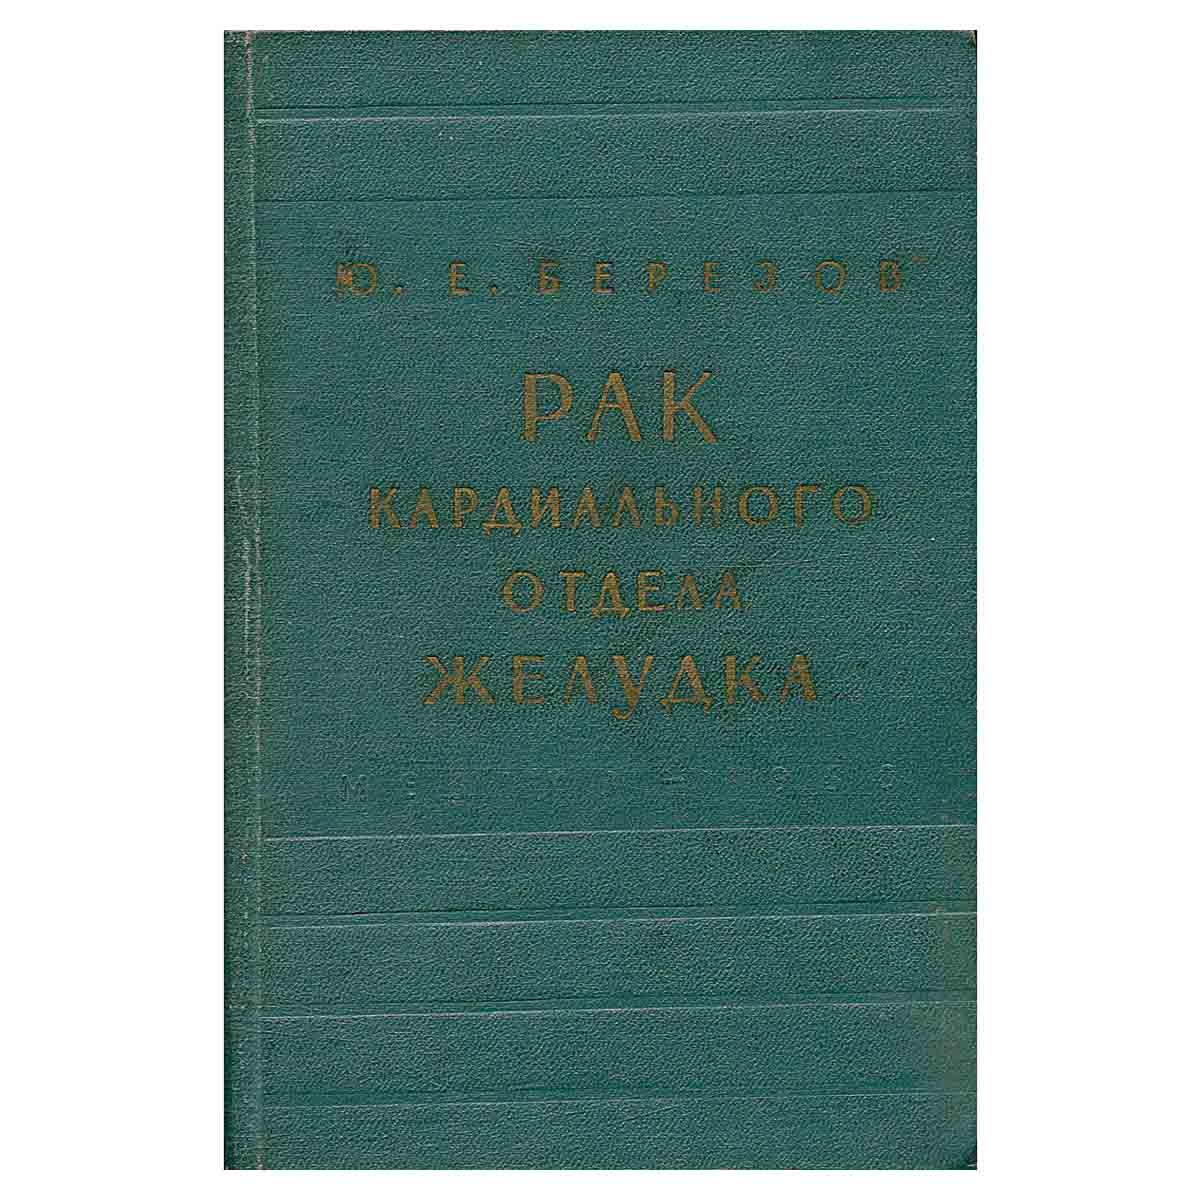 Ю. Е. БЕРЕЗОВ
РАК
КАРДИАЛЬНОГО
ОТДЕЛА
ЖЕЛУДКА